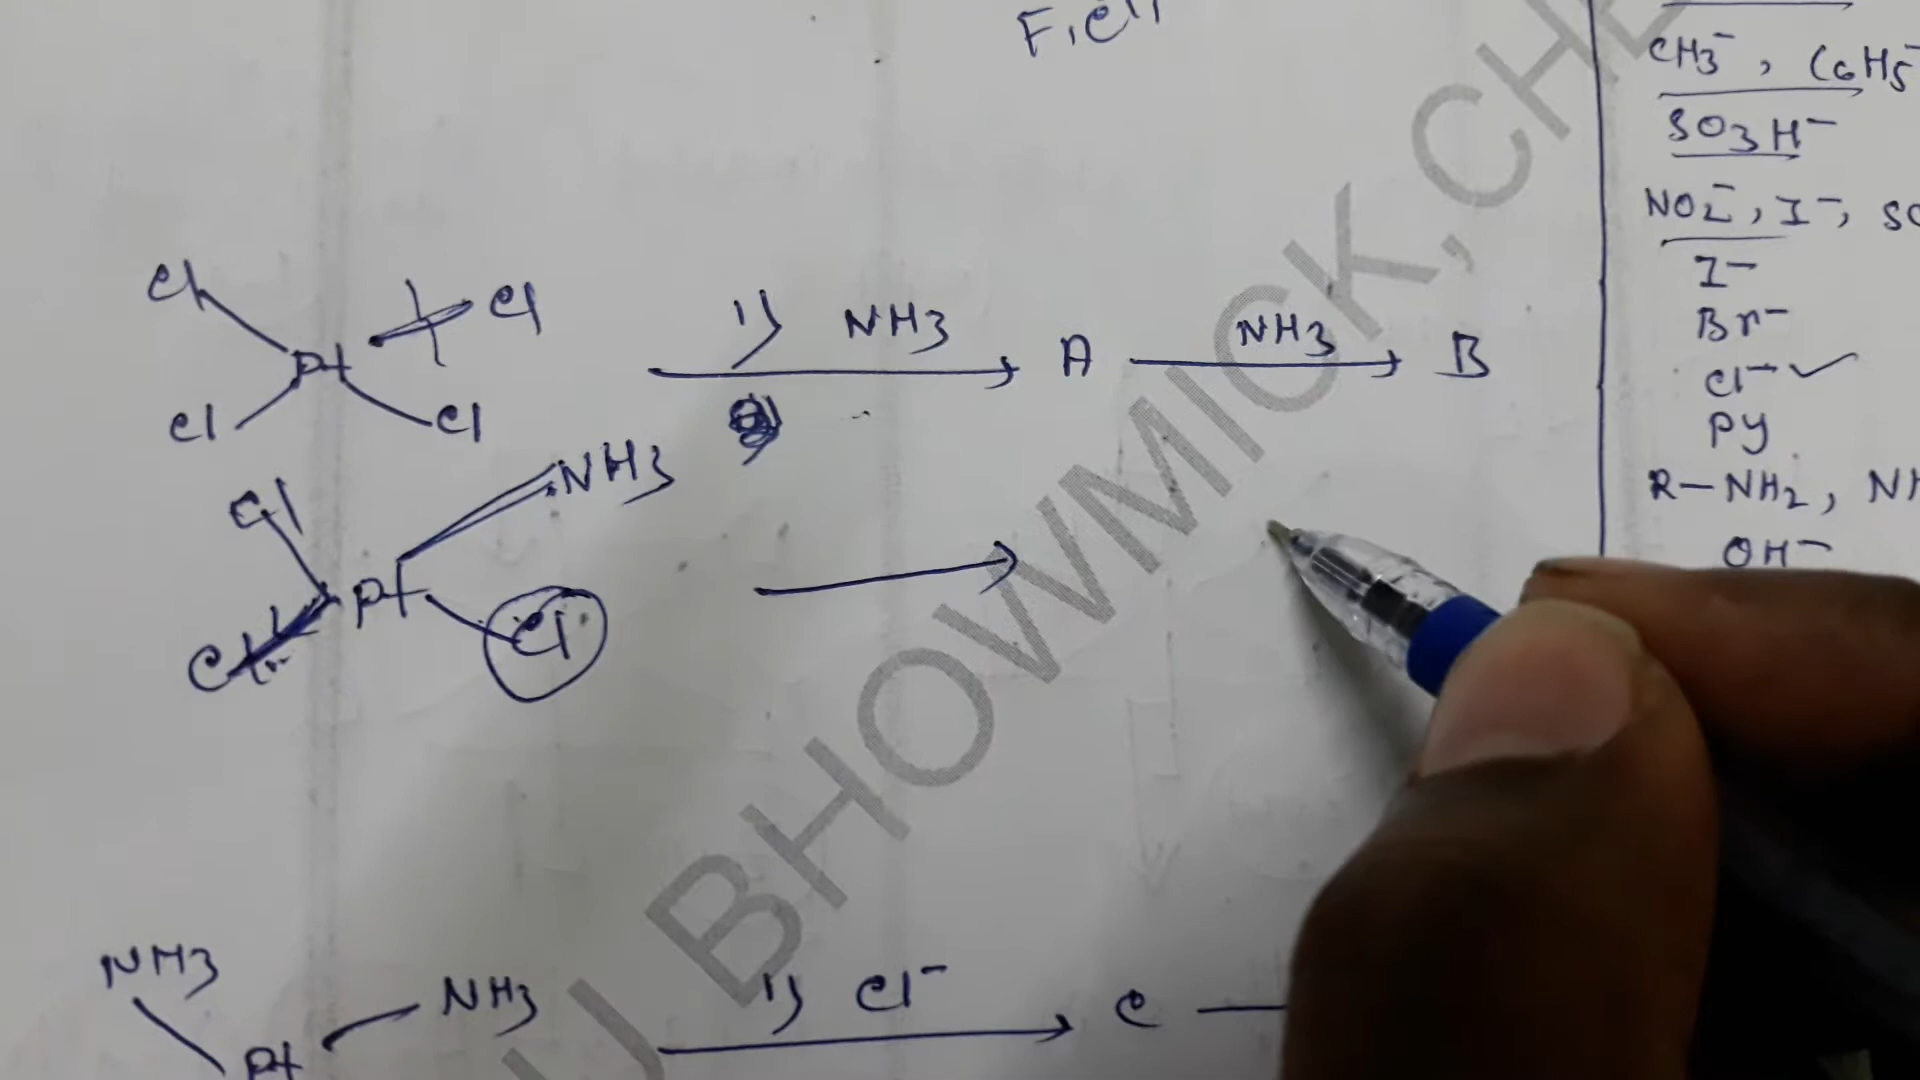 F, Cl,
CH3⁻, C6H5⁻
SO3H⁻
NO2⁻, I⁻, SC
I⁻
Br⁻
Cl⁻ ✓
PY
R-NH2, NH
OH⁻
Cl Cl
Pt
Cl Cl
1) NH3 → A NH3 → B
Cl NH3
Pt
Cl Cl →
NH3 NH3
Pt
1) Cl⁻ → C
U BHOWMICK, CHE